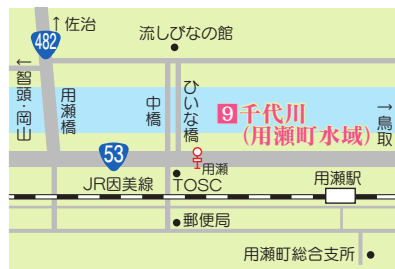 ↑佐治
482
流しびなの館
←智頭・岡山
用瀬橋
中橋
ひいな橋
9 千代川
(用瀬町水域)
→鳥取
53
用瀬
JR因美線
TOSC
用瀬駅
郵便局
用瀬町総合支所